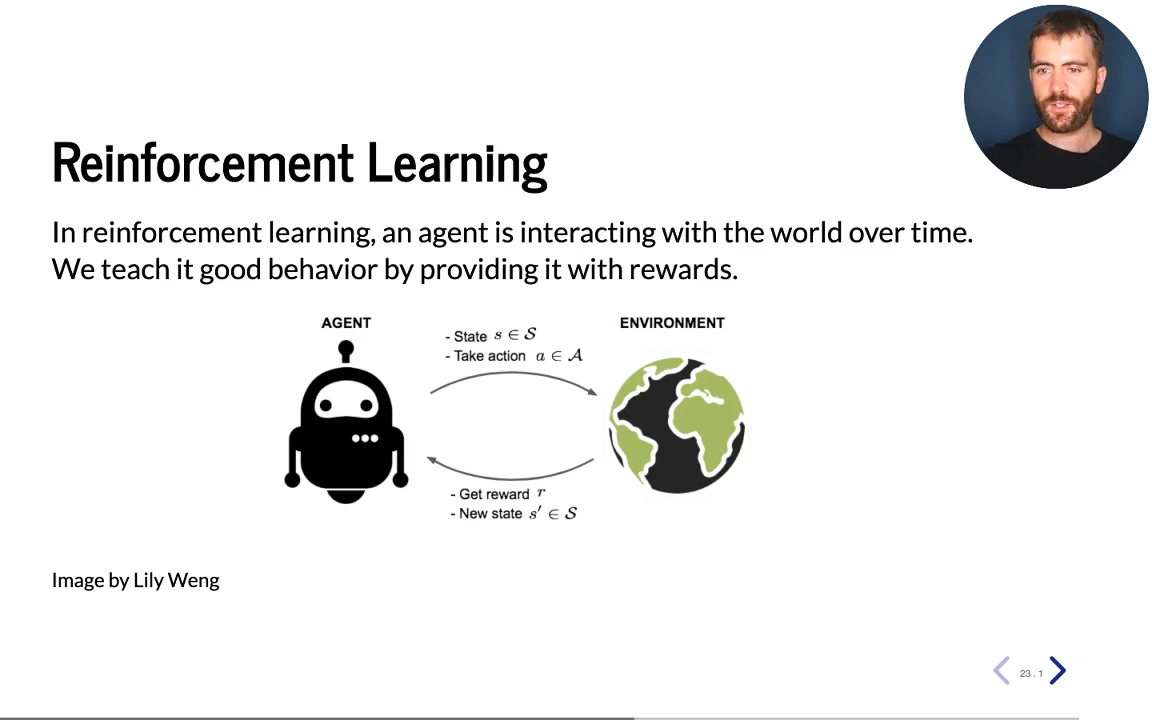 Reinforcement Learning
In reinforcement learning, an agent is interacting with the world over time.
We teach it good behavior by providing it with rewards.
AGENT
ENVIRONMENT
- State s ∈ 𝒮
- Take action a ∈ 𝒜
- Get reward r
- New state s′ ∈ 𝒮
Image by Lily Weng
23 . 1